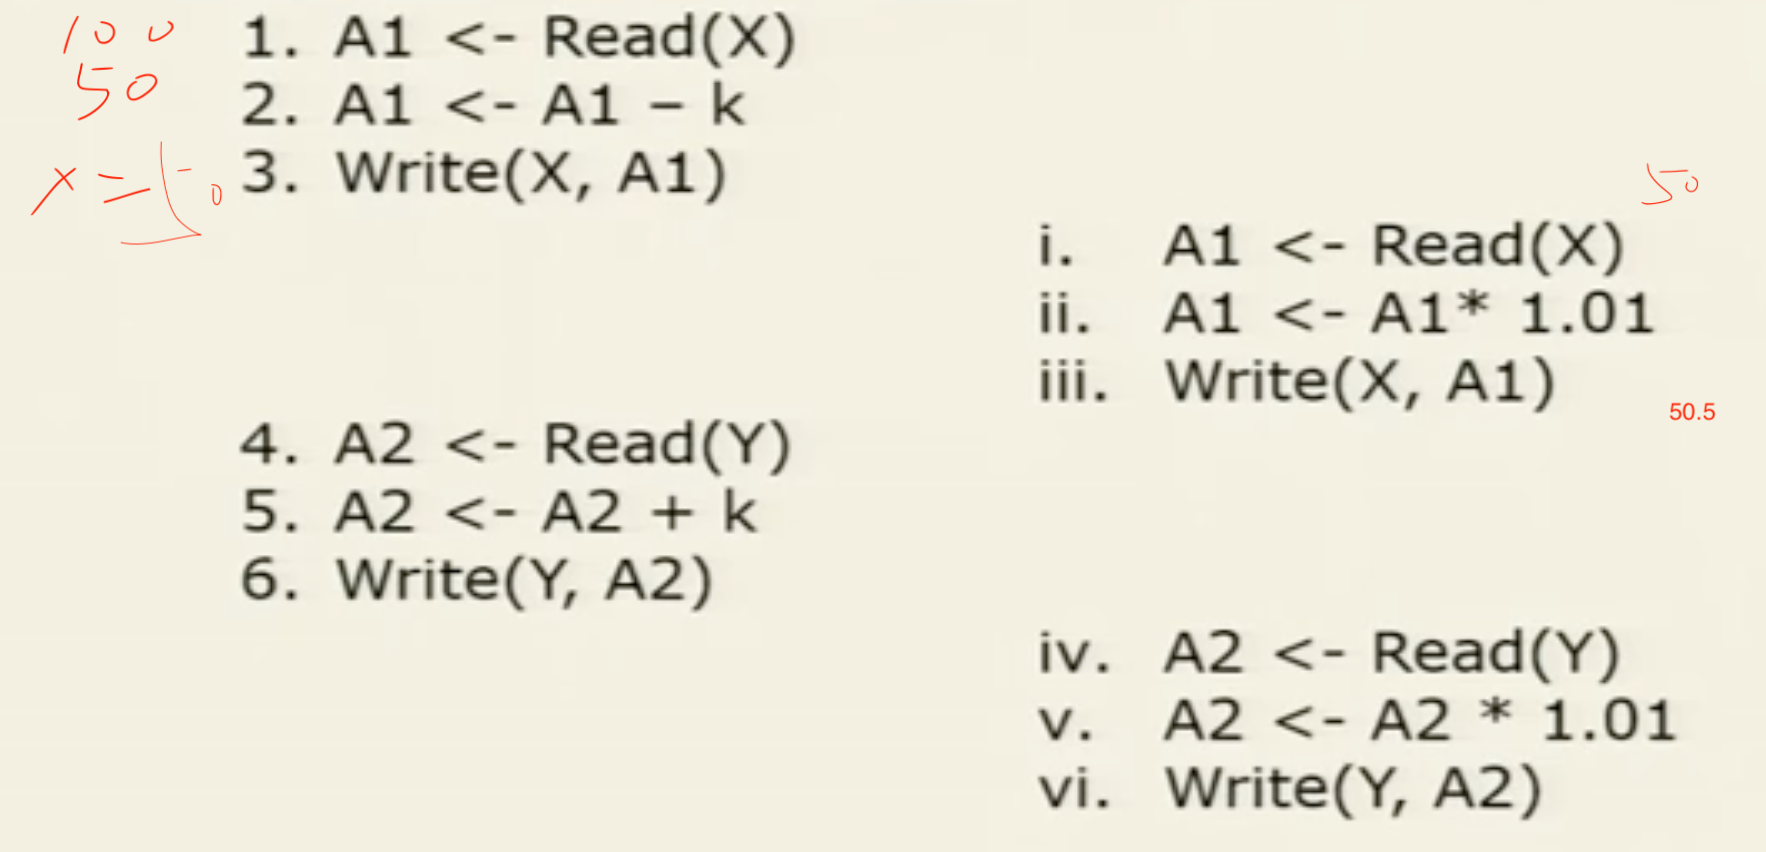 100
1. A1 <- Read(X)
50
2. A1 <- A1 – k
x = 50
3. Write(X, A1)
50
i. A1 <- Read(X)
ii. A1 <- A1* 1.01
iii. Write(X, A1)
50.5
4. A2 <- Read(Y)
5. A2 <- A2 + k
6. Write(Y, A2)
iv. A2 <- Read(Y)
v. A2 <- A2 * 1.01
vi. Write(Y, A2)